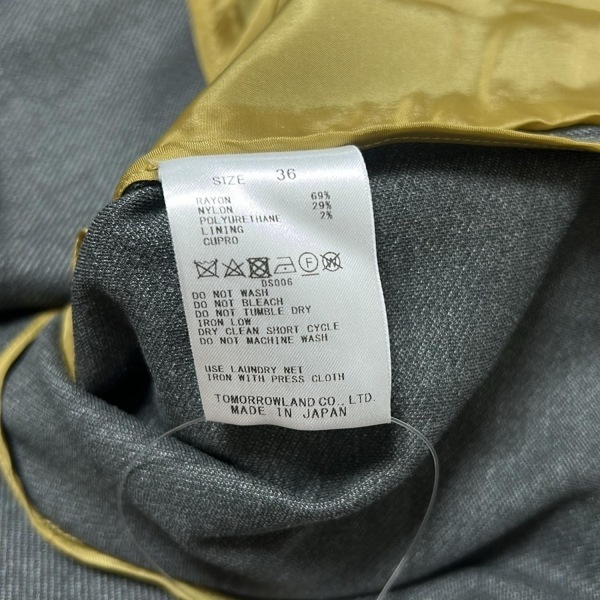 SIZE 36
RAYON 69%
NYLON 29%
POLYURETHANE 2%
LINING
CUPRO
DS006
DO NOT WASH
DO NOT BLEACH
DO NOT TUMBLE DRY
IRON LOW
DRY CLEAN SHORT CYCLE
DO NOT MACHINE WASH
USE LAUNDRY NET
IRON WITH PRESS CLOTH
TOMORROWLAND CO., LTD.
MADE IN JAPAN